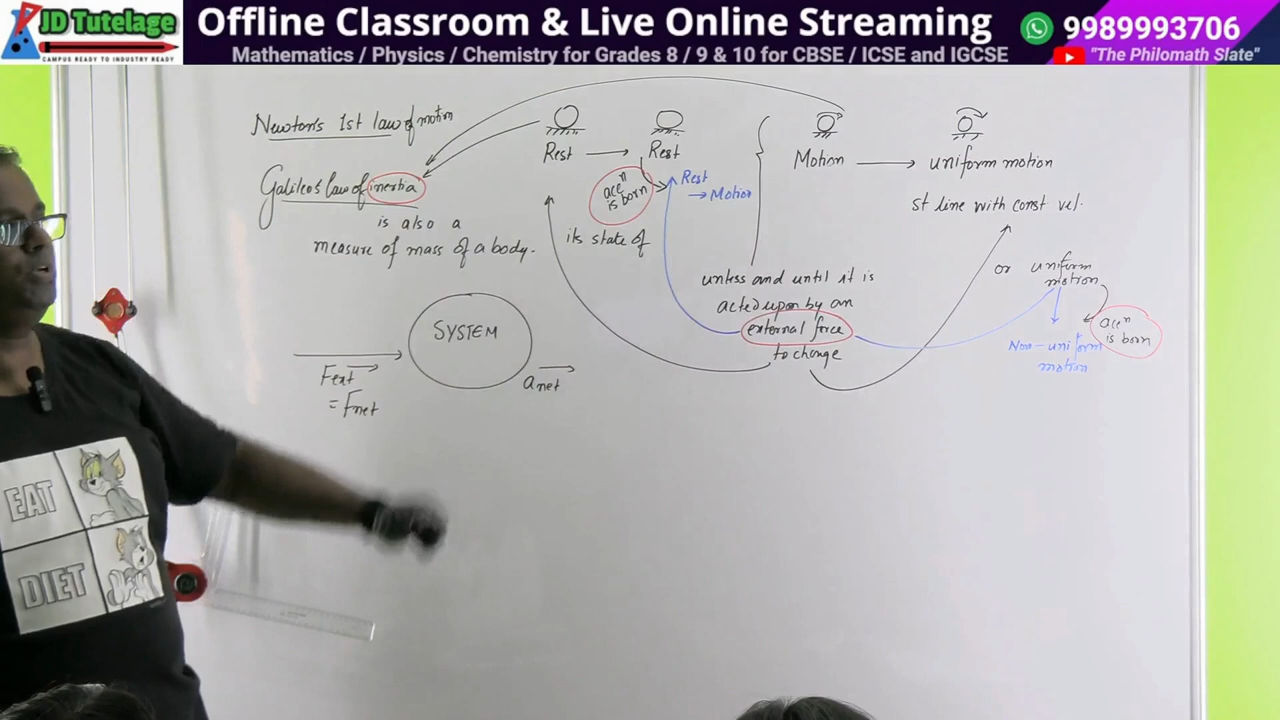 JD Tutelage
CAMPUS READY TO INDUSTRY READY
Offline Classroom & Live Online Streaming
9989993706
Mathematics / Physics / Chemistry for Grades 8 / 9 & 10 for CBSE / ICSE and IGCSE
"The Philomath Slate"
Newton's 1st law of motion
Galileo's law of inertia
is also a
measure of mass of a body.
Rest → Rest
accⁿ
is born
Rest
→ Motion
its state of
Motion → uniform motion
st line with const vel.
unless and until it is
acted upon by an
external force
to change
or uniform
motion
accⁿ
is born
Non-uniform
motion
SYSTEM
Fext
= Fnet
anet
EAT
DIET